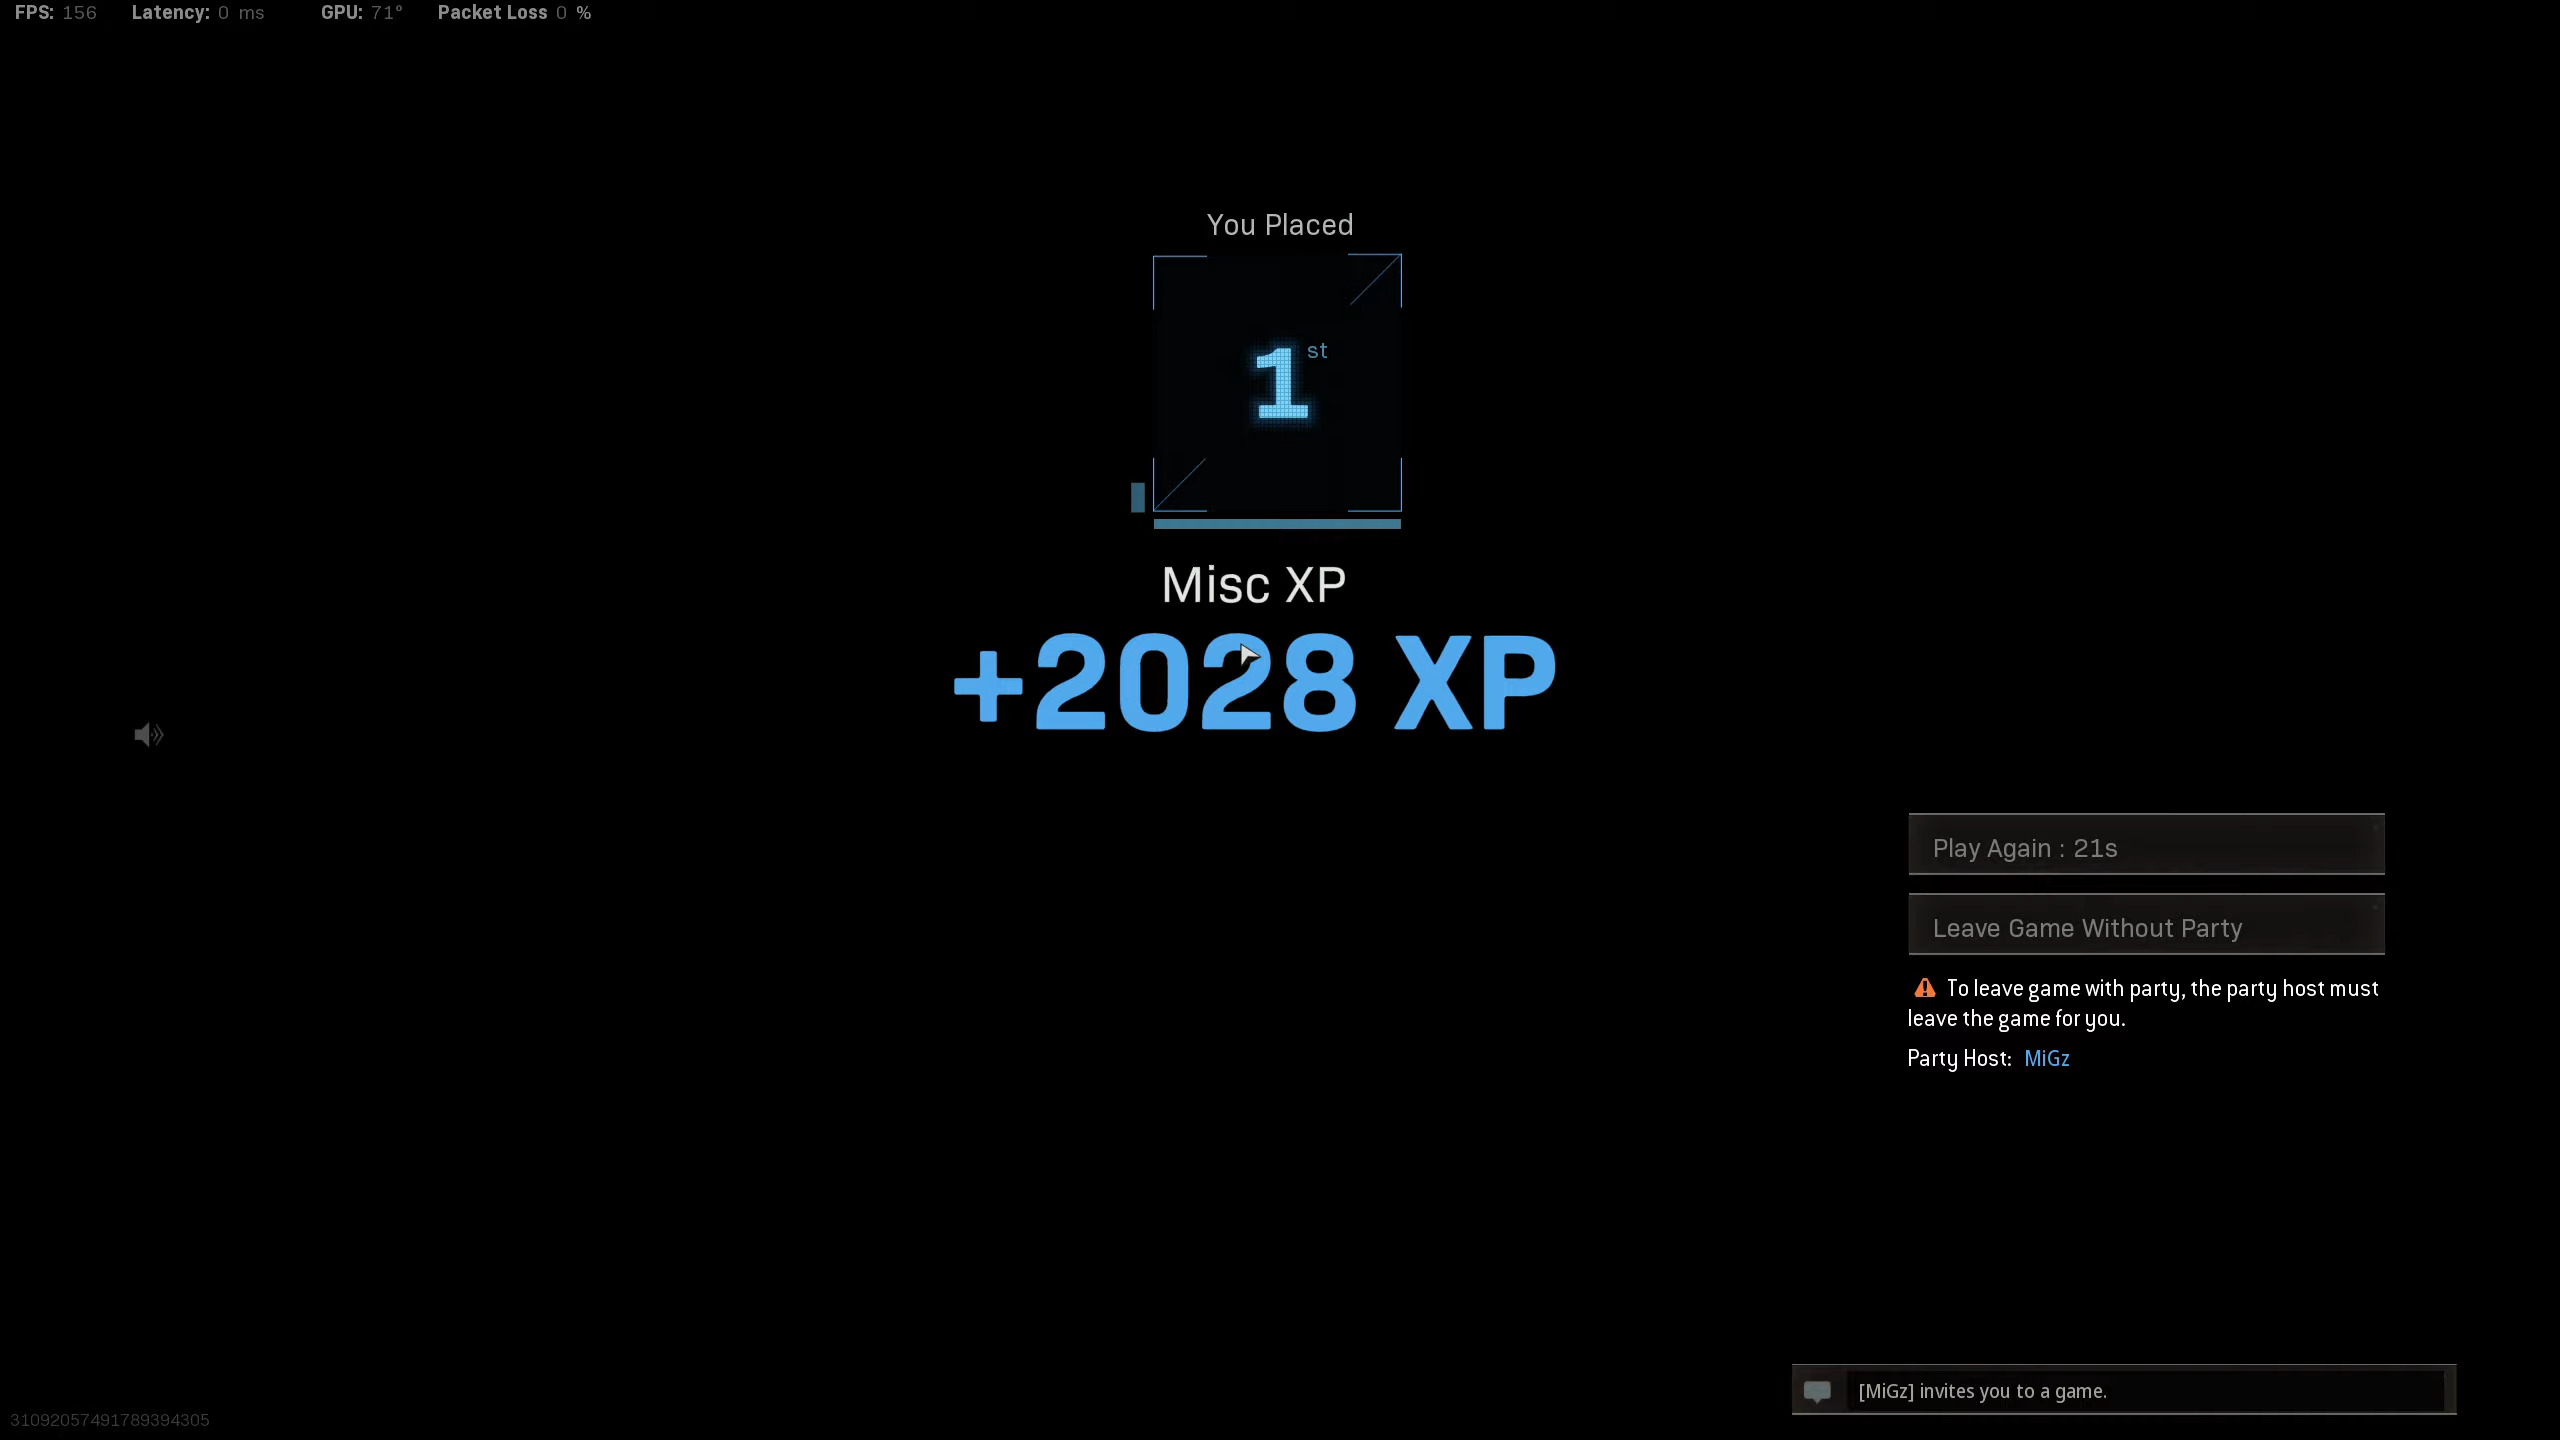 FPS: 156 Latency: 0 ms GPU: 71° Packet Loss 0 %
You Placed
1st
Misc XP
+2028 XP
Play Again : 21s
Leave Game Without Party
To leave game with party, the party host must
leave the game for you.
Party Host: MiGz
[MiGz] invites you to a game.
31092057491789394305